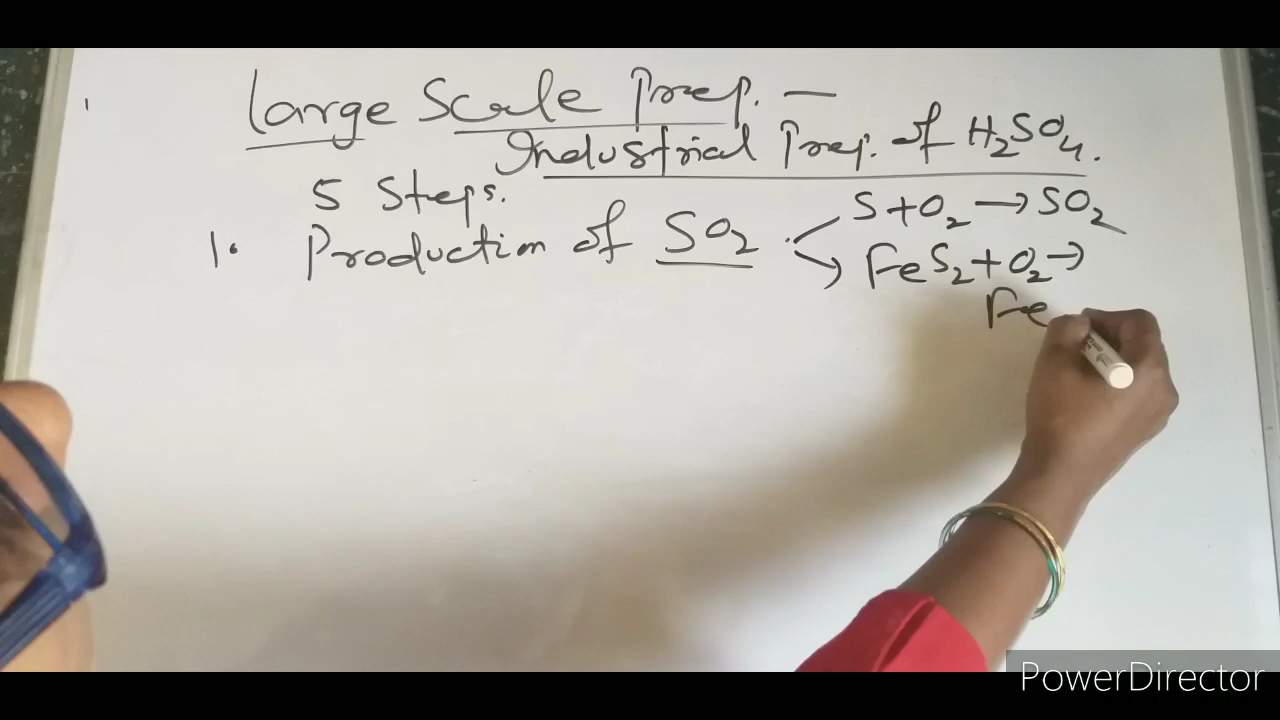 Large Scale Prep. —
Industrial Prep. of H₂SO₄.
5 Steps.
1. Production of SO₂ S + O₂ → SO₂
→ FeS₂ + O₂ →
Fe
PowerDirector